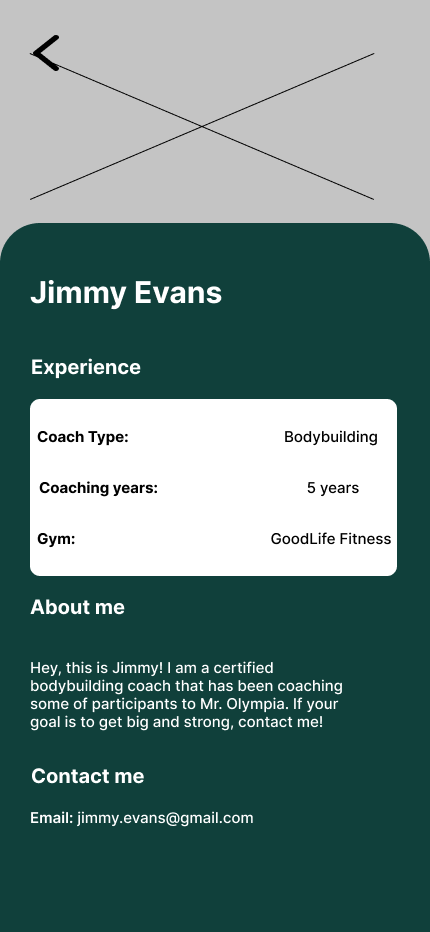 Jimmy Evans
Experience
Coach Type: Bodybuilding
Coaching years: 5 years
Gym: GoodLife Fitness
About me
Hey, this is Jimmy! I am a certified
bodybuilding coach that has been coaching
some of participants to Mr. Olympia. If your
goal is to get big and strong, contact me!
Contact me
Email: jimmy.evans@gmail.com